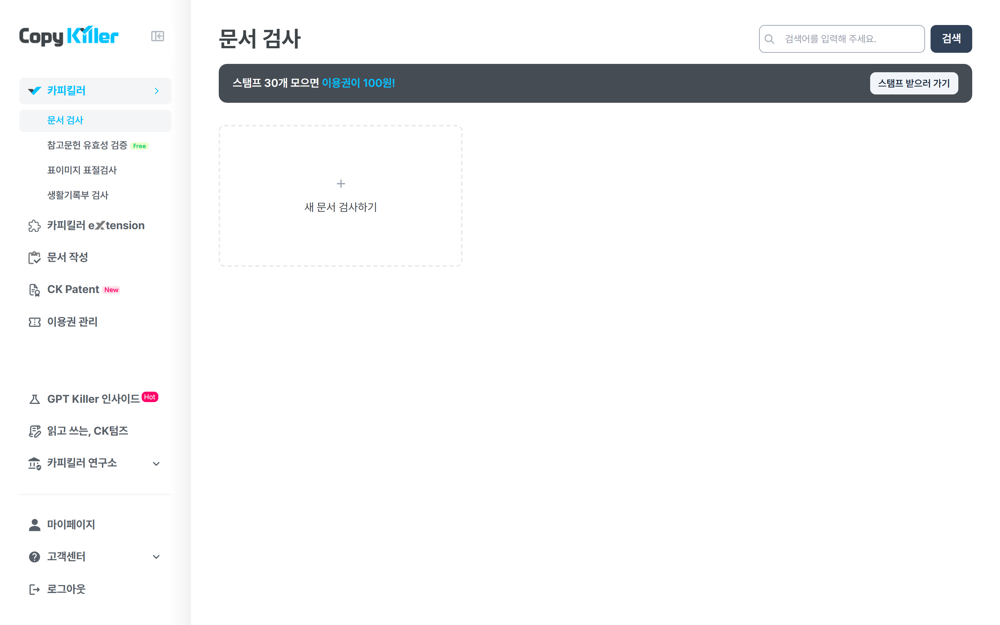 Copy Killer
카피킬러
문서 검사
참고문헌 유효성 검증 Free
표이미지 표절검사
생활기록부 검사
카피킬러 eXtension
문서 작성
CK Patent New
이용권 관리
GPT Killer 인사이드 Hot
읽고 쓰는, CK텀즈
카피킬러 연구소
마이페이지
고객센터
로그아웃
문서 검사
검색어를 입력해 주세요.
검색
스탬프 30개 모으면 이용권이 100원!
스탬프 받으러 가기
새 문서 검사하기